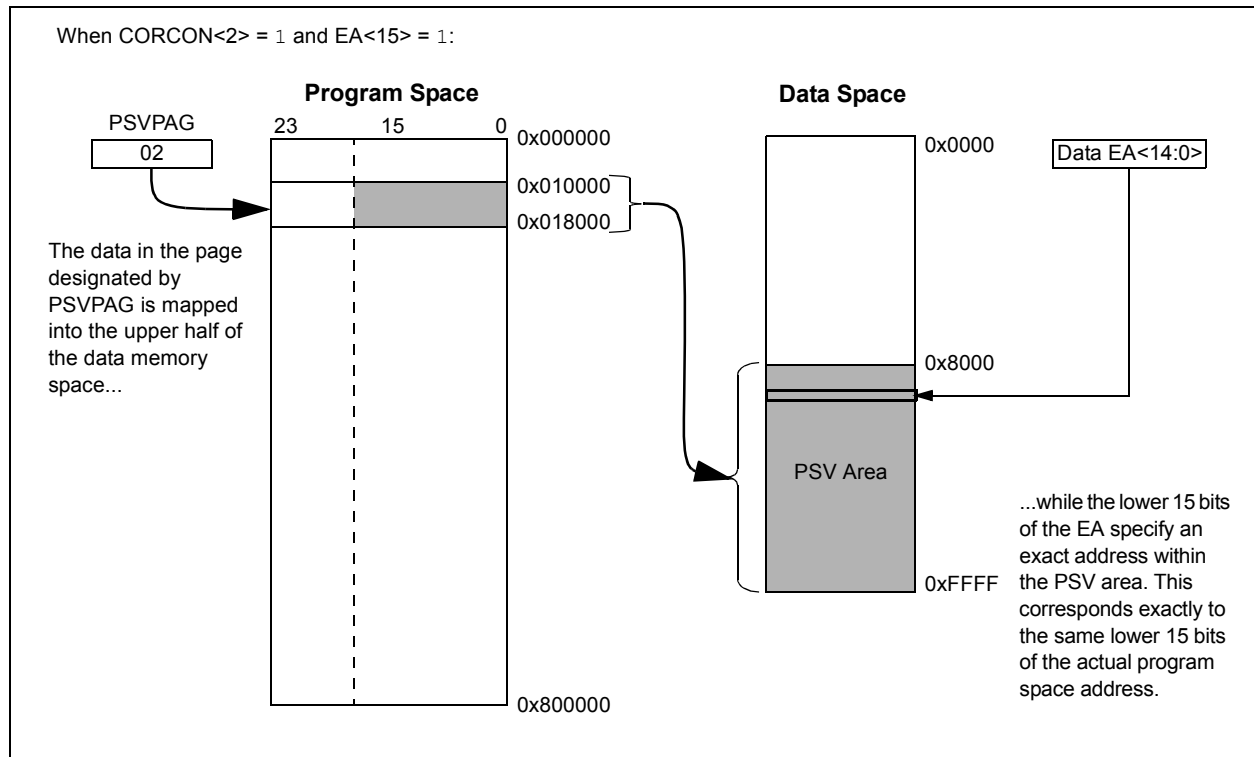 When CORCON<2> = 1 and EA<15> = 1:
Program Space
Data Space
PSVPAG
02
23
15
0
0x000000
0x010000
0x018000
0x800000
The data in the page
designated by
PSVPAG is mapped
into the upper half of
the data memory
space...
0x0000
Data EA<14:0>
0x8000
PSV Area
0xFFFF
...while the lower 15 bits
of the EA specify an
exact address within
the PSV area. This
corresponds exactly to
the same lower 15 bits
of the actual program
space address.